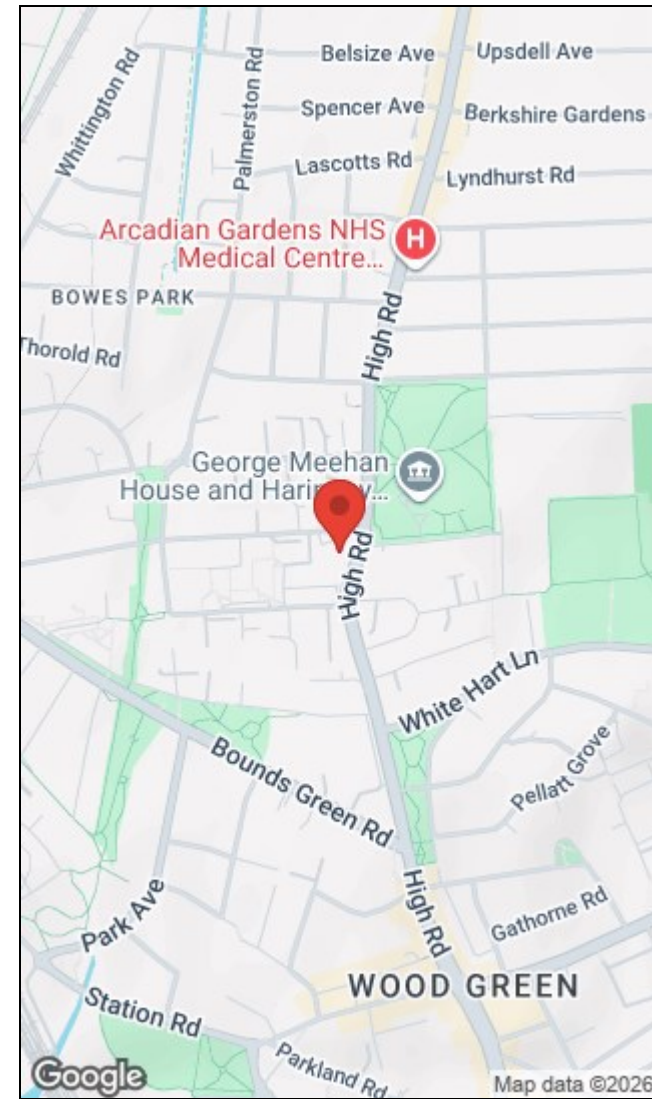 Belsize Ave
Upsdell Ave
Whittington Rd
Palmerston Rd
Spencer Ave
Berkshire Gardens
Lascotts Rd
Lyndhurst Rd
Arcadian Gardens NHS
Medical Centre...
H
BOWES PARK
High Rd
Thorold Rd
George Meehan
House and
High Rd
White Hart Ln
Bounds Green Rd
Pellatt Grove
High Rd
Park Ave
Gathorne Rd
WOOD GREEN
Station Rd
Parkland Rd
Google
Map data ©2026